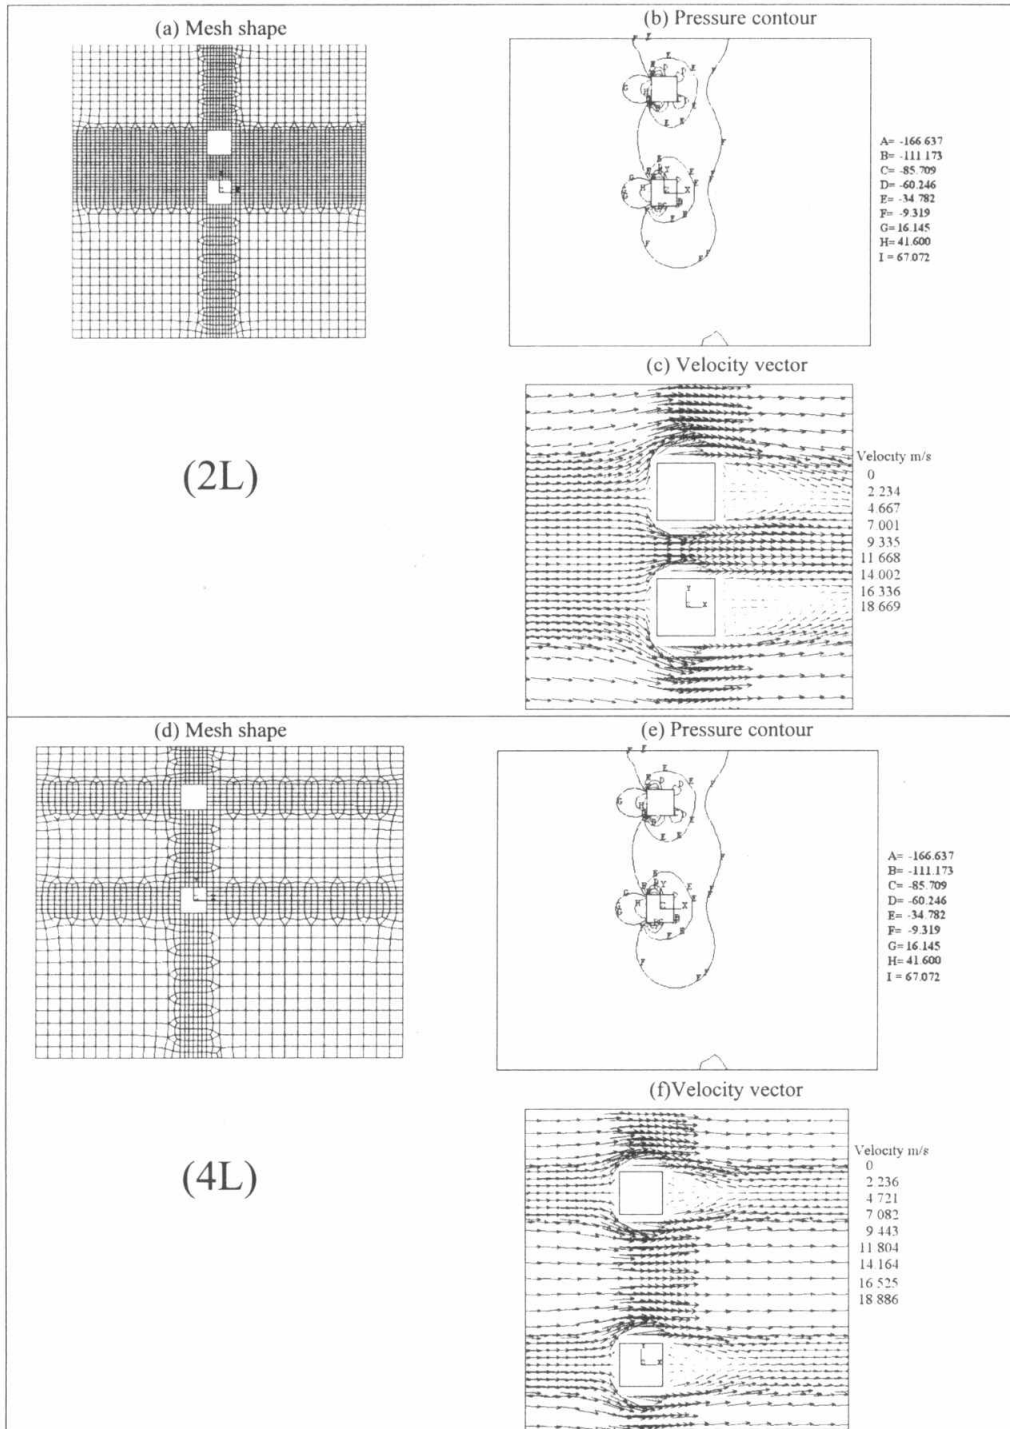 (a) Mesh shape
(b) Pressure contour
A= -166.637
B= -111.173
C= -85.709
D= -60.246
E= -34.782
F= -9.319
G= 16.145
H= 41.600
I = 67.072
(c) Velocity vector
(2L)
Velocity m/s
0
2 234
4 667
7 001
9 335
11 668
14 002
16 336
18 669
(d) Mesh shape
(e) Pressure contour
A= -166.637
B= -111.173
C= -85.709
D= -60.246
E= -34.782
F= -9.319
G= 16.145
H= 41.600
I = 67.072
(f)Velocity vector
(4L)
Velocity m/s
0
2 236
4 721
7 082
9 443
11 804
14 164
16 525
18 886